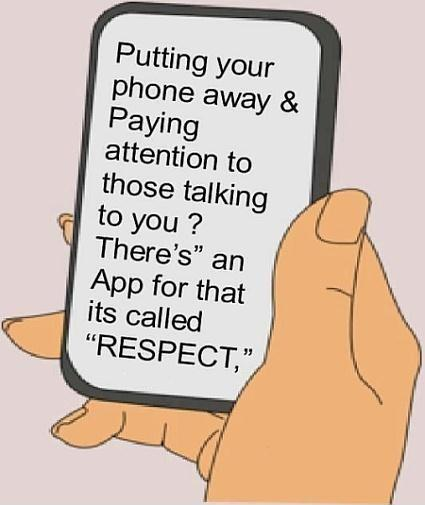 Putting your
phone away &
Paying
attention to
those talking
to you ?
There's” an
App for that
its called
“RESPECT,”